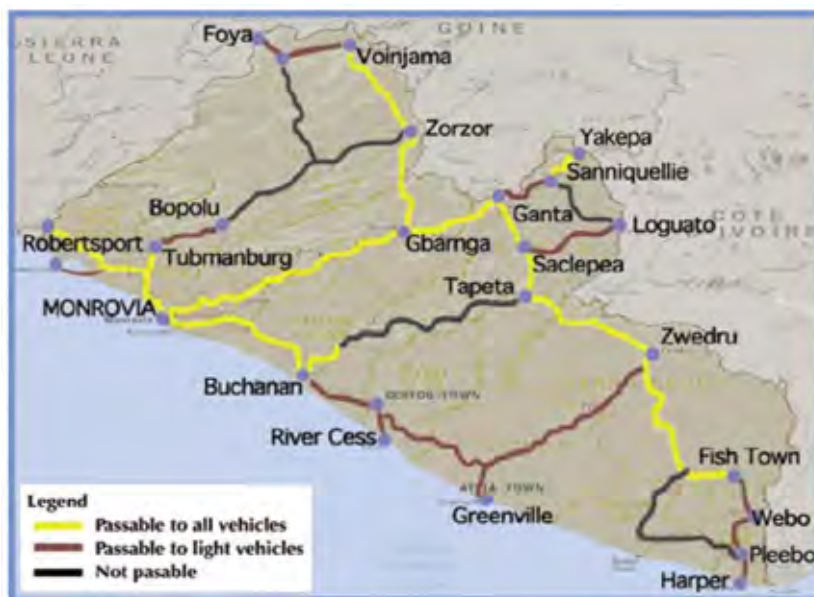 Foya
Voinjama
GUINE
SIERRA
LEONE
Zorzor
Yakepa
Sanniquellie
Bopolu
Ganta
Loguato
CÔTE
IVOIRE
Robertsport
Tubmanburg
Gbarnga
Saclepea
MONROVIA
Tapeta
Zwedru
Buchanan
River Cess
Fish Town
Greenville
Webo
Pleebo
Harper
Legend
Passable to all vehicles
Passable to light vehicles
Not pasable